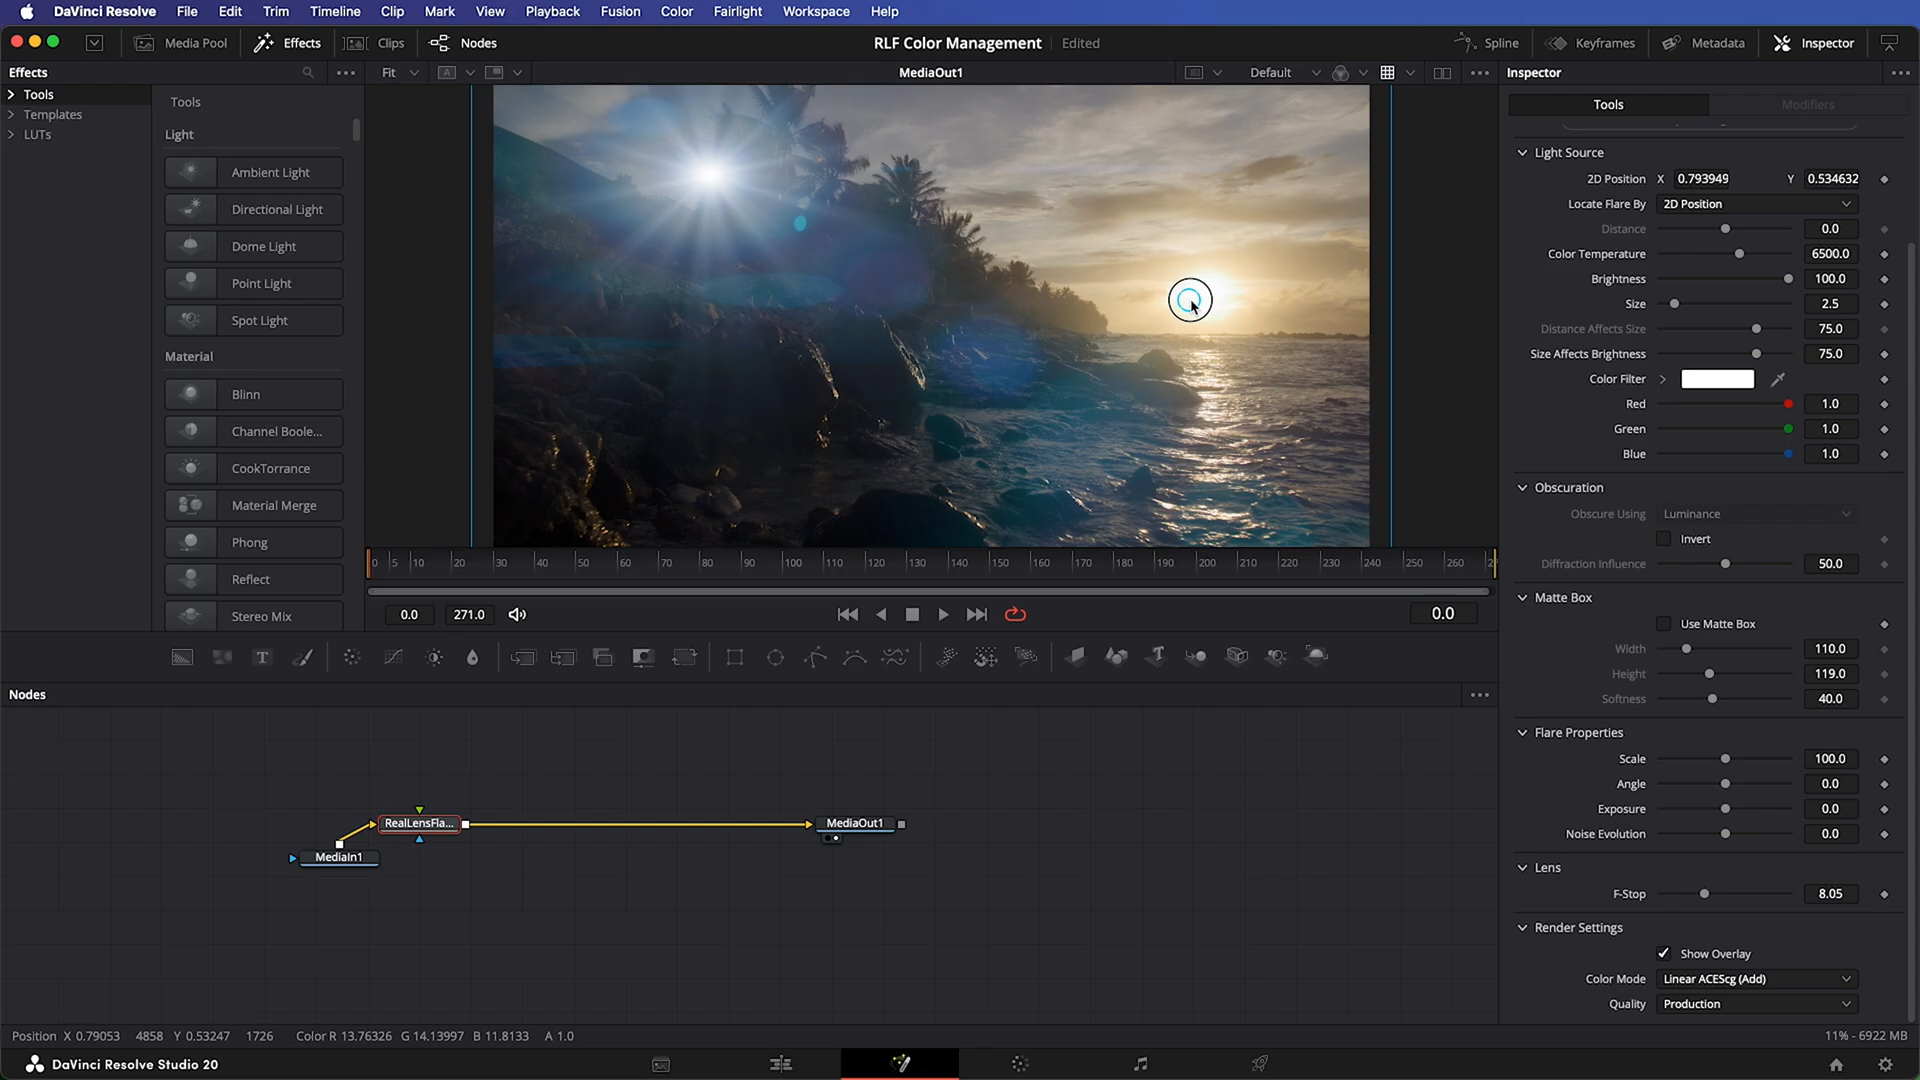 DaVinci Resolve File Edit Trim Timeline Clip Mark View Playback Fusion Color Fairlight Workspace Help
Media Pool Effects Clips Nodes RLF Color Management Edited Spline Keyframes Metadata Inspector
Effects Fit A MediaOut1 Default Inspector
Tools
Templates
LUTs
Tools
Light
Ambient Light
Directional Light
Dome Light
Point Light
Spot Light
Material
Blinn
Channel Boole...
CookTorrance
Material Merge
Phong
Reflect
Stereo Mix
0 5 10 20 30 40 50 60 70 80 90 100 110 120 130 140 150 160 170 180 190 200 210 220 230 240 250 260
0.0 271.0 0.0
Nodes
RealLensFla...
MediaIn1
MediaOut1
Tools Modifiers
Light Source
2D Position X 0.793949 Y 0.534632
Locate Flare By 2D Position
Distance 0.0
Color Temperature 6500.0
Brightness 100.0
Size 2.5
Distance Affects Size 75.0
Size Affects Brightness 75.0
Color Filter
Red 1.0
Green 1.0
Blue 1.0
Obscuration
Obscure Using Luminance
Invert
Diffraction Influence 50.0
Matte Box
Use Matte Box
Width 110.0
Height 119.0
Softness 40.0
Flare Properties
Scale 100.0
Angle 0.0
Exposure 0.0
Noise Evolution 0.0
Lens
F-Stop 8.05
Render Settings
Show Overlay
Color Mode Linear ACEScg (Add)
Quality Production
Position X 0.79053 4858 Y 0.53247 1726 Color R 13.76326 G 14.13997 B 11.8133 A 1.0 11% - 6922 MB
DaVinci Resolve Studio 20